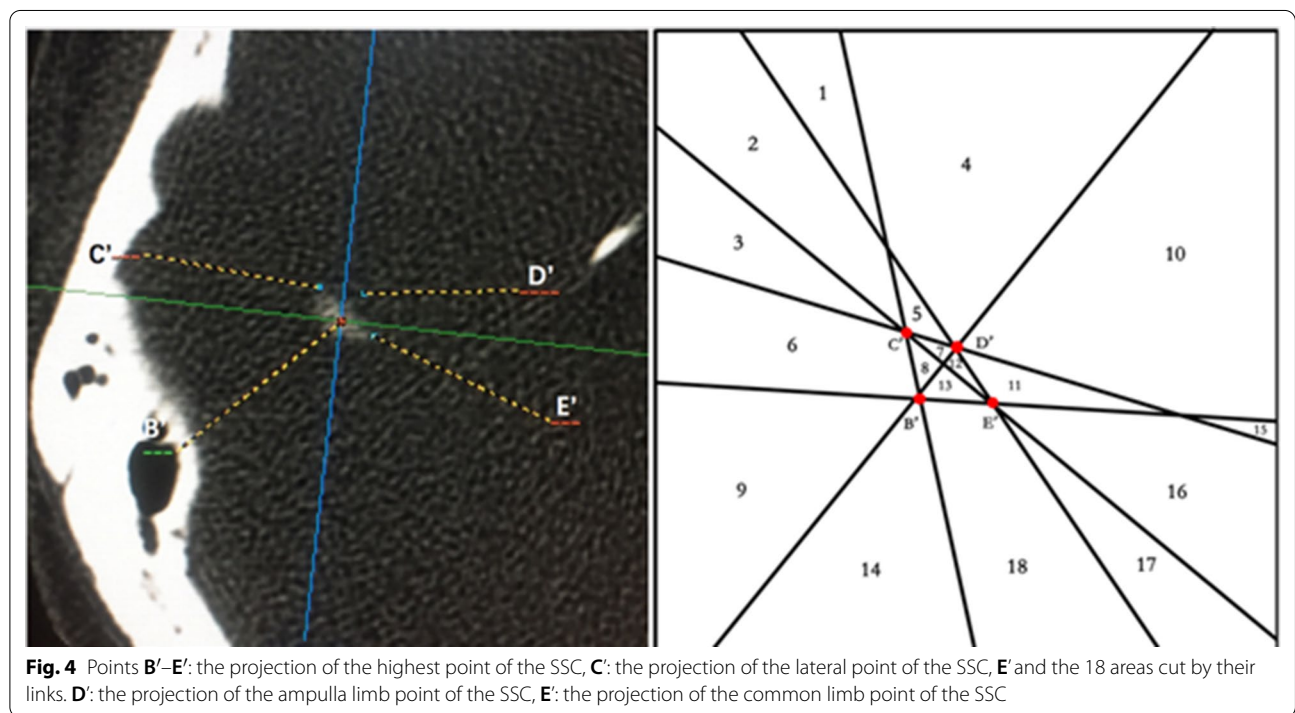 C'
D'
E'
B'
1
2
4
3
10
5
C'
D'
6
7
12
8
13
11
B'
E'
15
9
16
14
18
17
Fig. 4 Points B′–E′: the projection of the highest point of the SSC, C′: the projection of the lateral point of the SSC, E′ and the 18 areas cut by their
links. D′: the projection of the ampulla limb point of the SSC, E′: the projection of the common limb point of the SSC